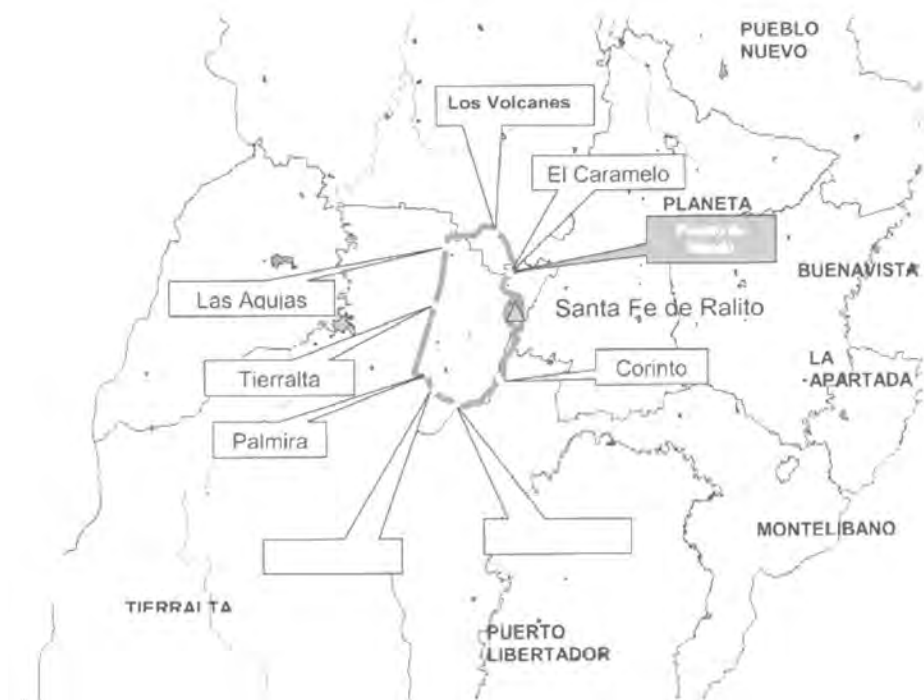 PUEBLO
NUEVO
Los Volcanes
El Caramelo
PLANETA
BUENAVISTA
Las Aquias
Santa Fe de Ralito
Tierralta
Corinto
LA
APARTADA
Palmira
MONTELIBANO
TIERRALTA
PUERTO
LIBERTADOR